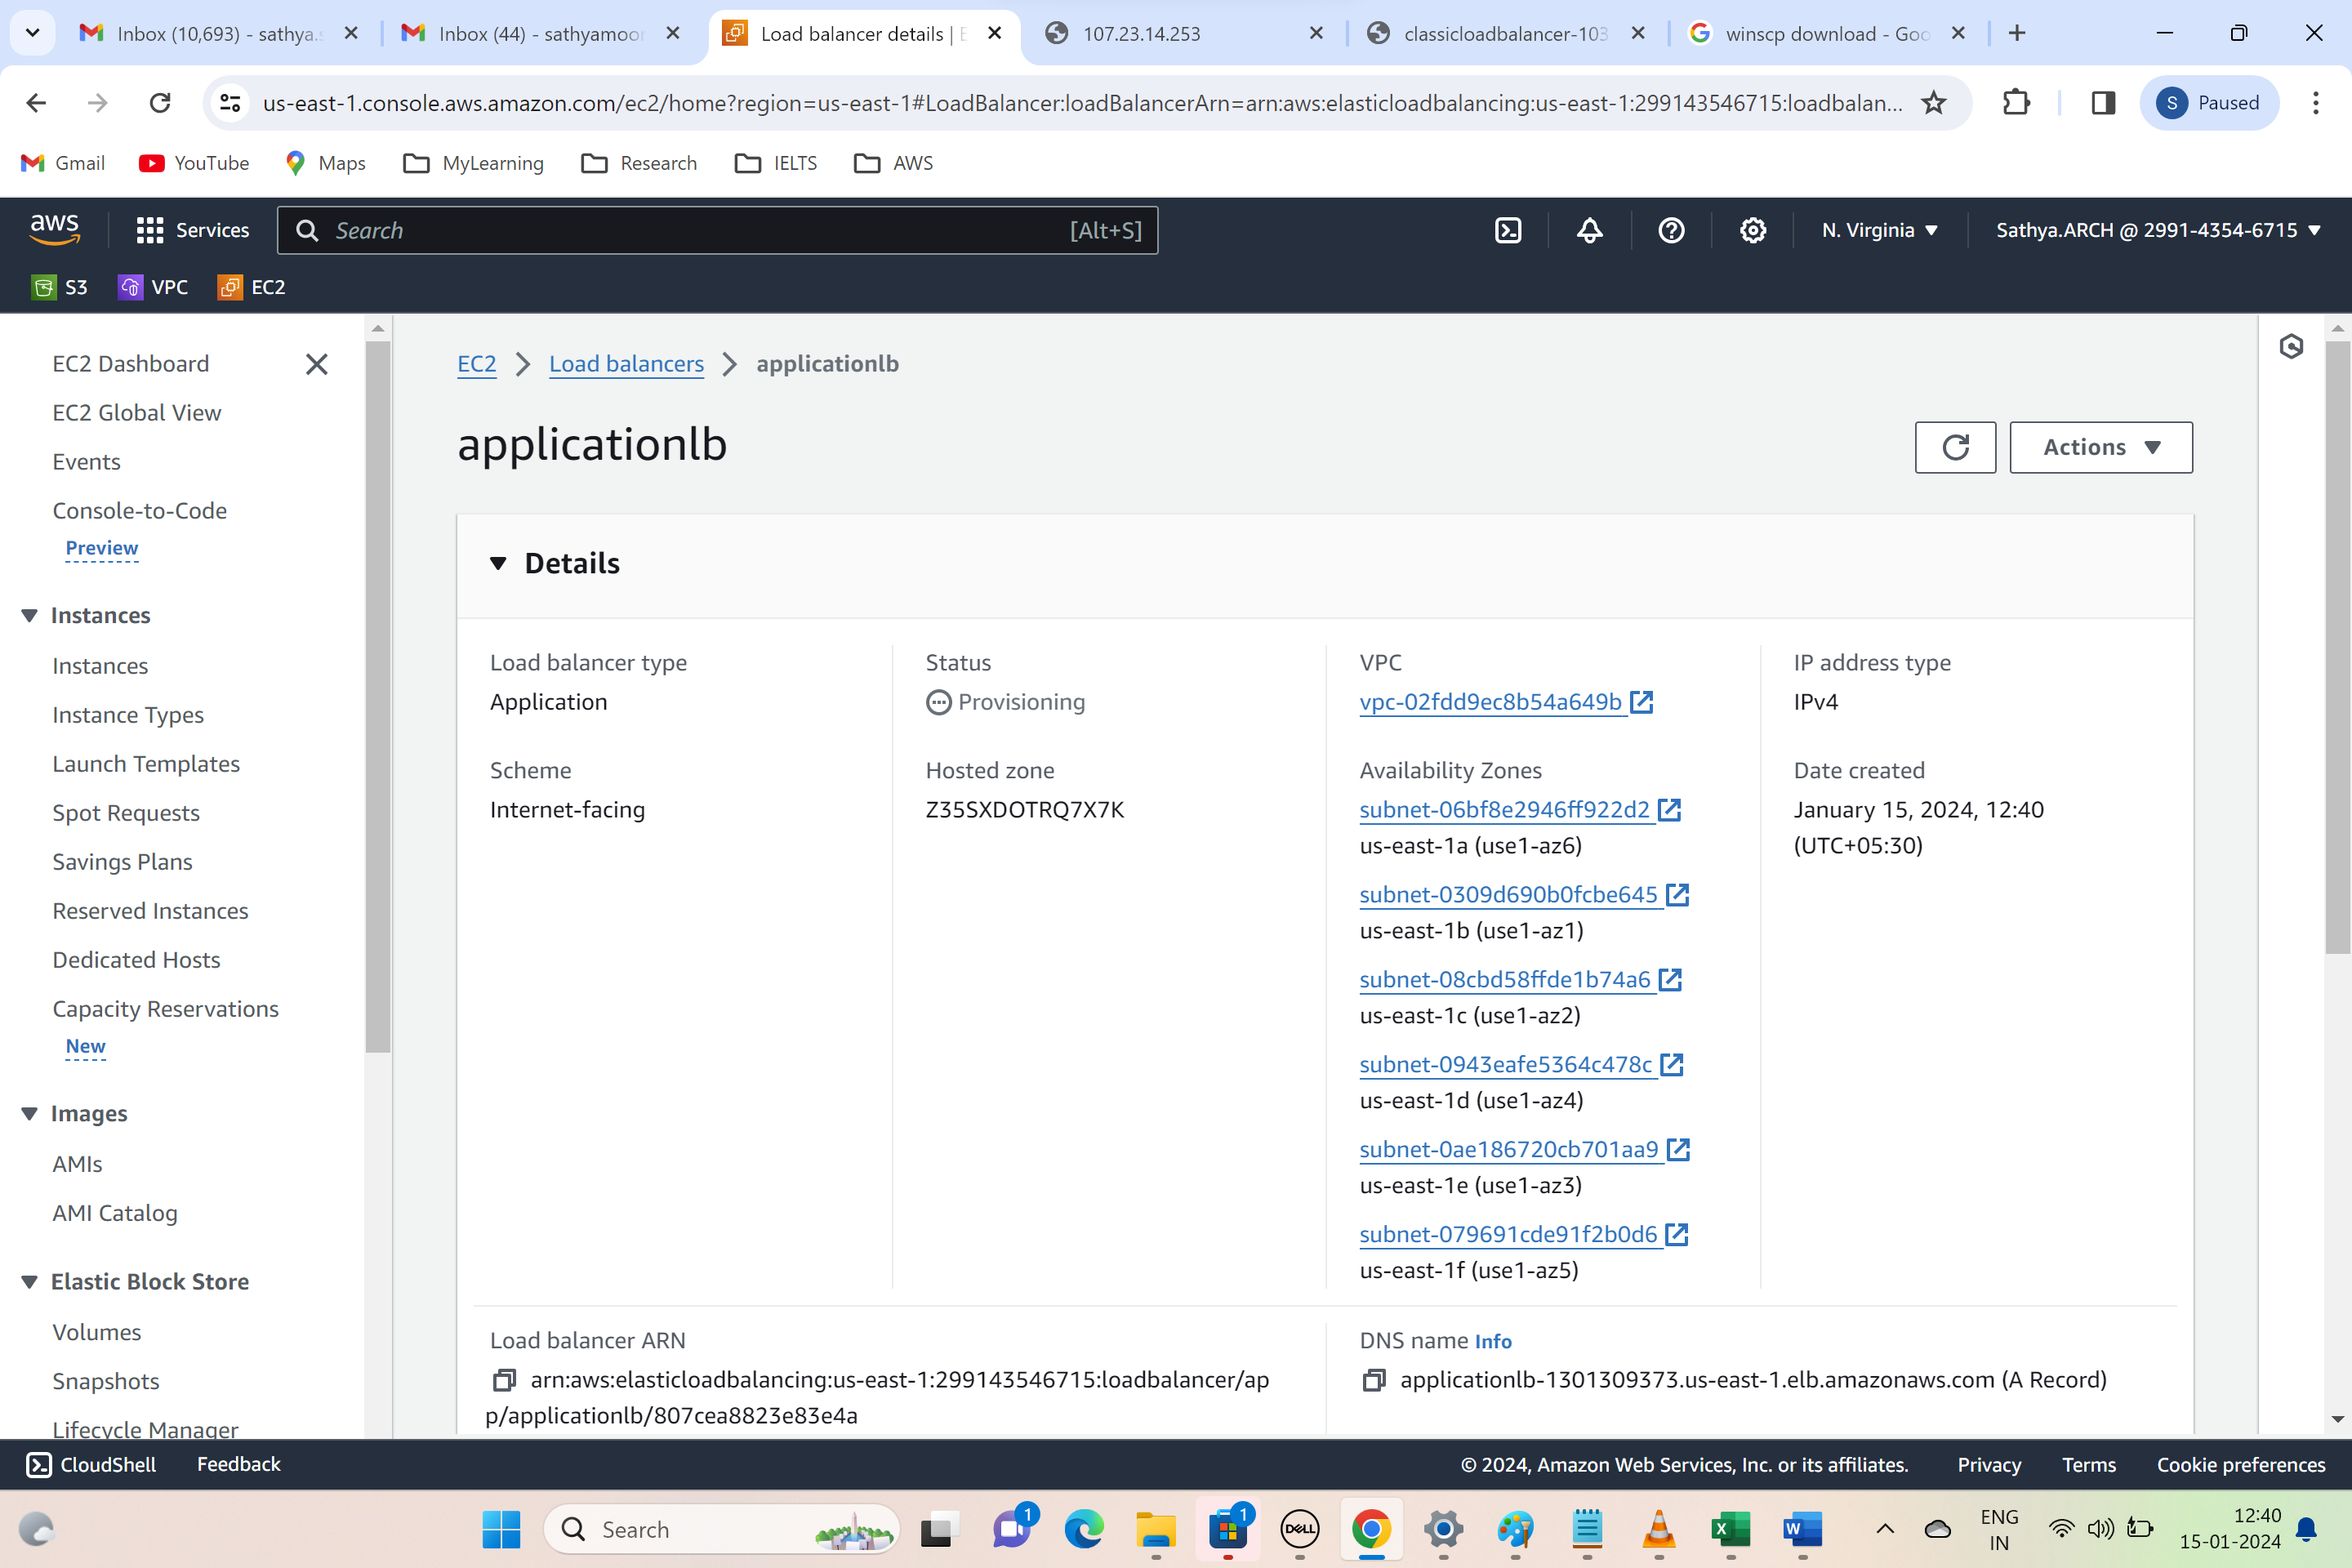 Inbox (10,693) - sathya.s
Inbox (44) - sathyamoor
Load balancer details | E
107.23.14.253
classicloadbalancer-103
winscp download - Goo
us-east-1.console.aws.amazon.com/ec2/home?region=us-east-1#LoadBalancer:loadBalancerArn=arn:aws:elasticloadbalancing:us-east-1:299143546715:loadbalan...
S Paused
Gmail
YouTube
Maps
MyLearning
Research
IELTS
AWS
aws
Services
Search
[Alt+S]
N. Virginia
Sathya.ARCH @ 2991-4354-6715
S3
VPC
EC2
EC2 Dashboard
EC2 Global View
Events
Console-to-Code
Preview
Instances
Instances
Instance Types
Launch Templates
Spot Requests
Savings Plans
Reserved Instances
Dedicated Hosts
Capacity Reservations
New
Images
AMIs
AMI Catalog
Elastic Block Store
Volumes
Snapshots
Lifecycle Manager
EC2 > Load balancers > applicationlb
applicationlb
Actions
Details
Load balancer type
Application
Scheme
Internet-facing
Status
Provisioning
Hosted zone
Z35SXDOTRQ7X7K
VPC
vpc-02fdd9ec8b54a649b
Availability Zones
subnet-06bf8e2946ff922d2
us-east-1a (use1-az6)
subnet-0309d690b0fcbe645
us-east-1b (use1-az1)
subnet-08cbd58ffde1b74a6
us-east-1c (use1-az2)
subnet-0943eafe5364c478c
us-east-1d (use1-az4)
subnet-0ae186720cb701aa9
us-east-1e (use1-az3)
subnet-079691cde91f2b0d6
us-east-1f (use1-az5)
IP address type
IPv4
Date created
January 15, 2024, 12:40
(UTC+05:30)
Load balancer ARN
arn:aws:elasticloadbalancing:us-east-1:299143546715:loadbalancer/ap
p/applicationlb/807cea8823e83e4a
DNS name Info
applicationlb-1301309373.us-east-1.elb.amazonaws.com (A Record)
CloudShell
Feedback
© 2024, Amazon Web Services, Inc. or its affiliates.
Privacy
Terms
Cookie preferences
Search
1
1
DELL
X
W
ENG
IN
12:40
15-01-2024